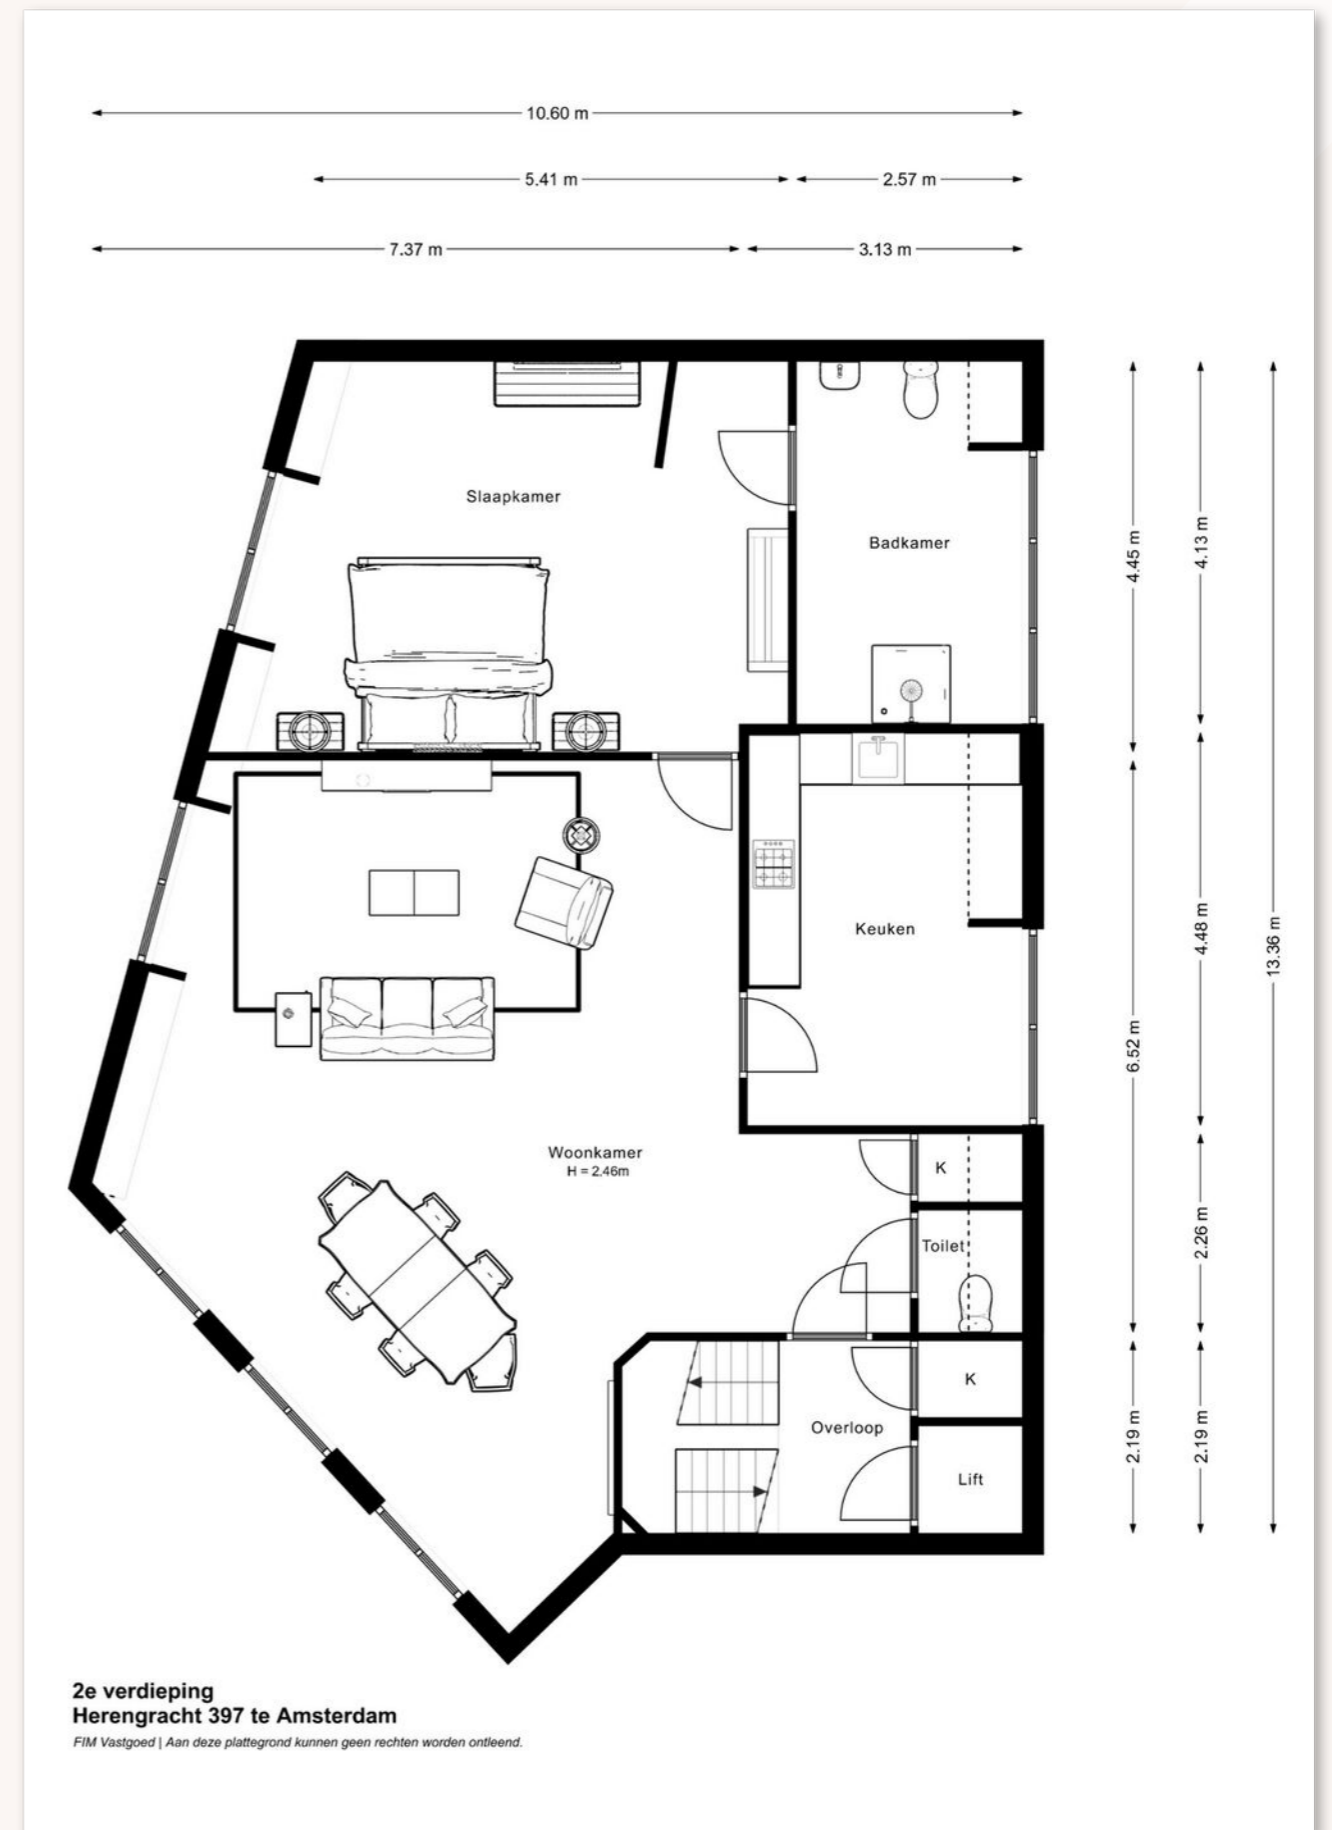 10.60 m
5.41 m
2.57 m
7.37 m
3.13 m
Slaapkamer
Badkamer
4.45 m
4.13 m
Keuken
4.48 m
13.36 m
6.52 m
Woonkamer
H = 2.46m
K
Toilet
2.26 m
K
Overloop
Lift
2.19 m
2.19 m
2e verdieping
Herengracht 397 te Amsterdam
FIM Vastgoed | Aan deze plattegrond kunnen geen rechten worden ontleend.